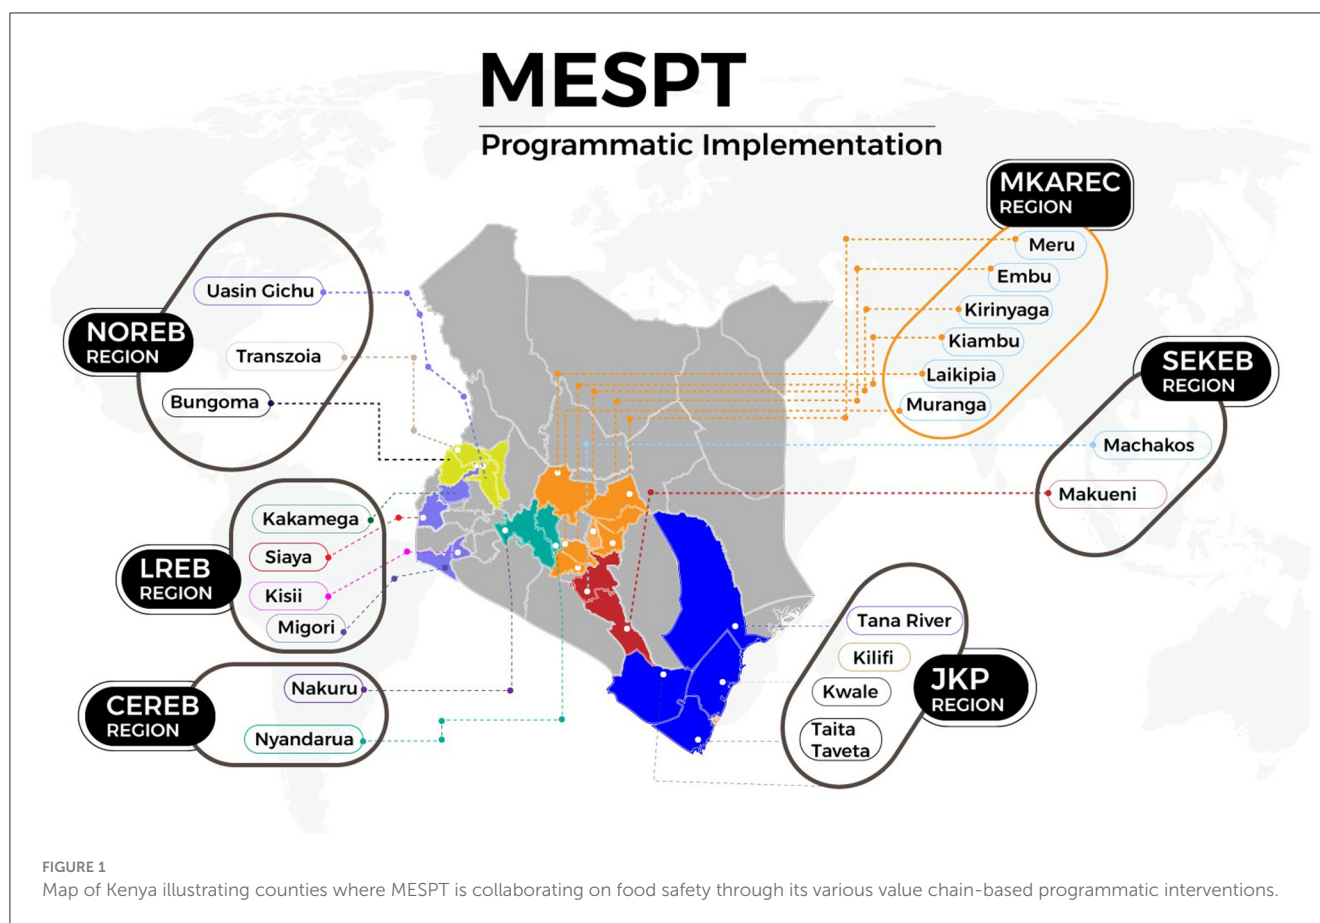 MESPT
Programmatic Implementation
MKAREC
REGION
Meru
Embu
Kirinyaga
Kiambu
Laikipia
Muranga
NOREB
REGION
Uasin Gichu
Transzoia
Bungoma
SEKEB
REGION
Machakos
Makueni
LREB
REGION
Kakamega
Siaya
Kisii
Migori
CEREB
REGION
Nakuru
Nyandarua
JKP
REGION
Tana River
Kilifi
Kwale
Taita
Taveta
FIGURE 1
Map of Kenya illustrating counties where MESPT is collaborating on food safety through its various value chain-based programmatic interventions.